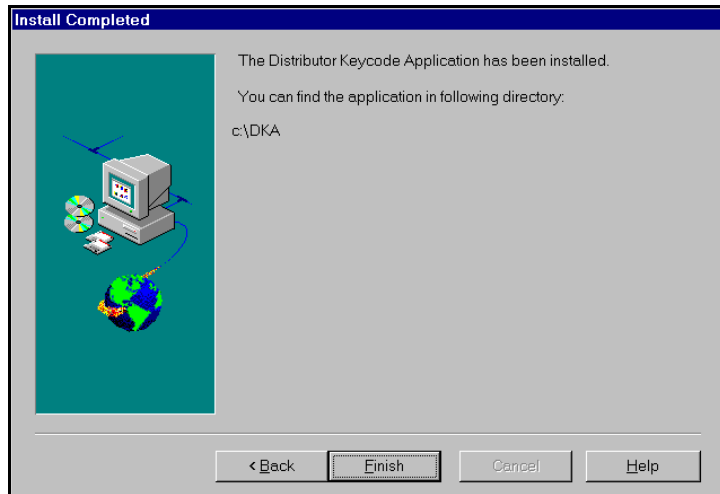 Install Completed
The Distributor Keycode Application has been installed.
You can find the application in following directory:
c:\DKA
< Back
Finish
Cancel
Help